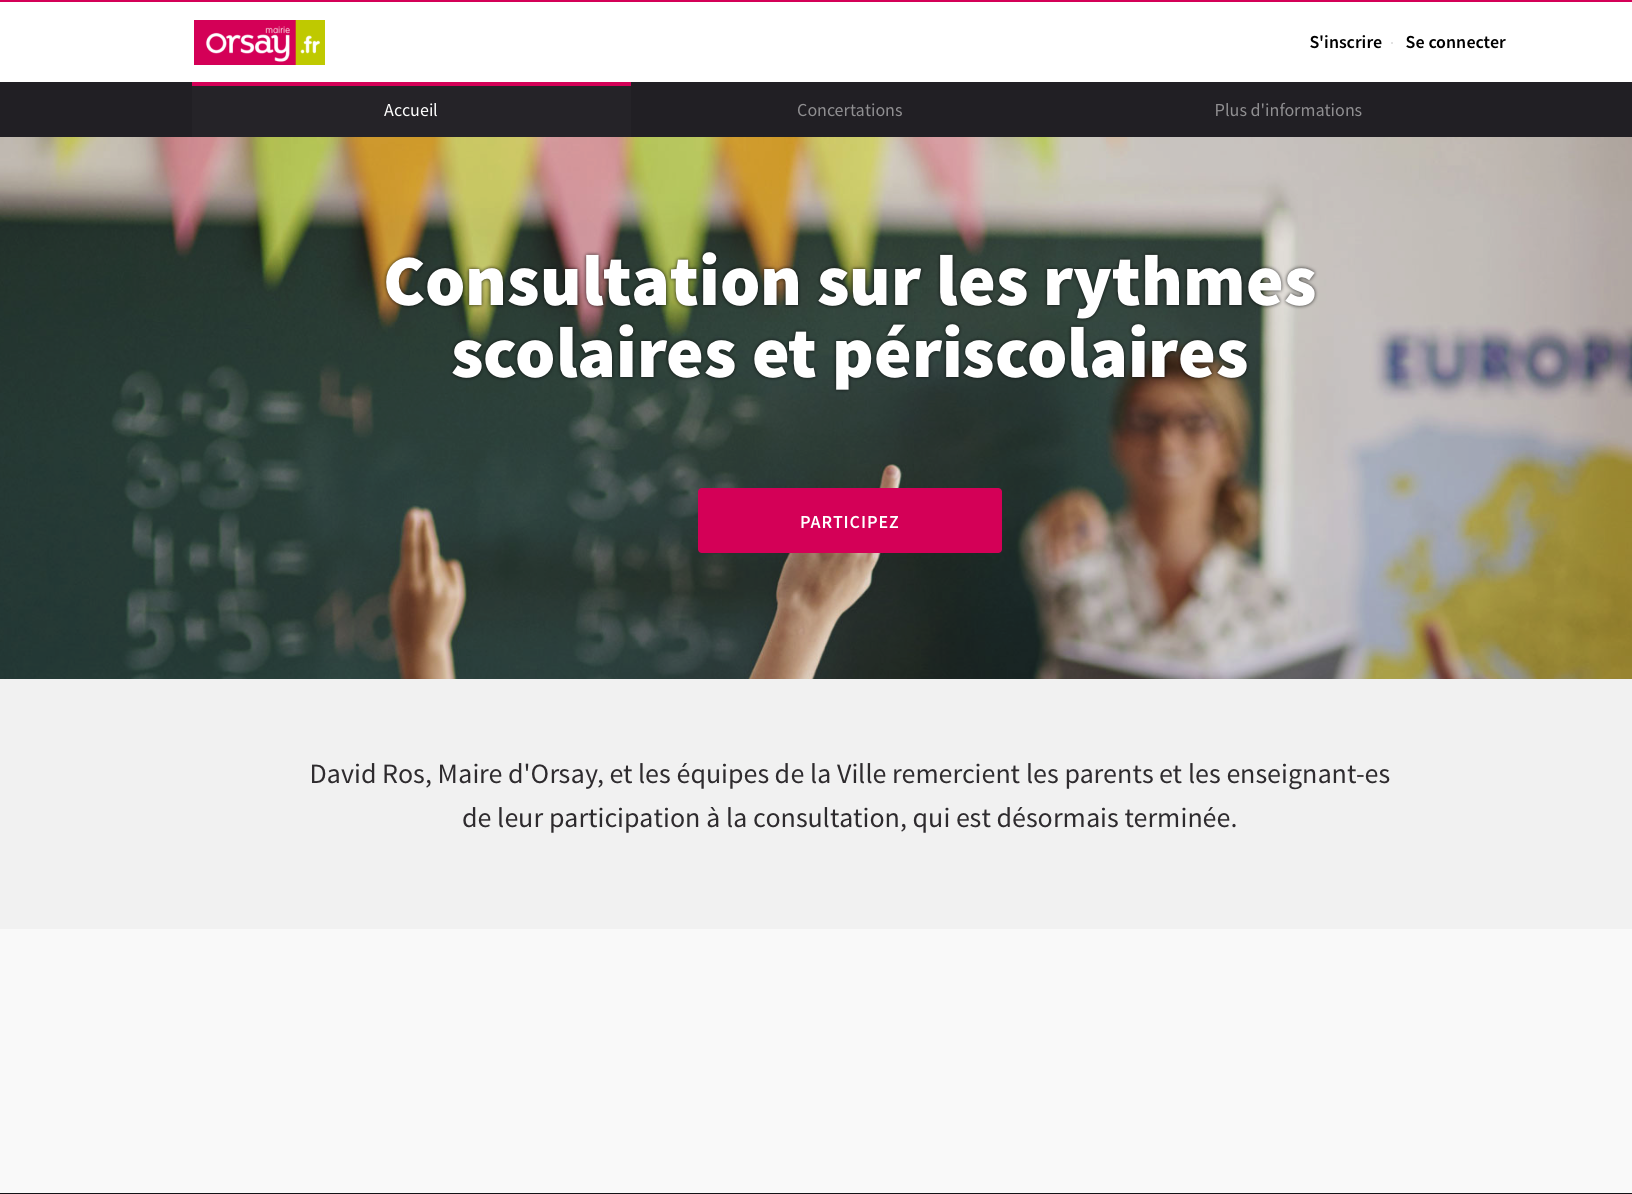 mairie
orsay.fr
S'inscrire · Se connecter
Accueil
Concertations
Plus d'informations
Consultation sur les rythmes
scolaires et périscolaires
EUROPE
2·2= 4
2×2=
3·3=
3×3=
4·4=
4·4=
5·5= 10
5·5=
PARTICIPEZ
David Ros, Maire d'Orsay, et les équipes de la Ville remercient les parents et les enseignant-es
de leur participation à la consultation, qui est désormais terminée.